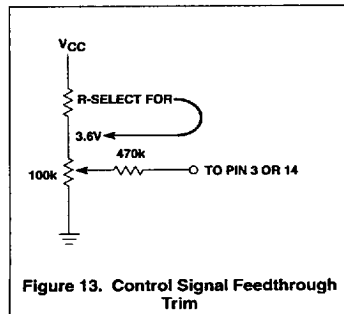 VCC
R-SELECT FOR
3.6V
470k
100k
TO PIN 3 OR 14
Figure 13. Control Signal Feedthrough
Trim